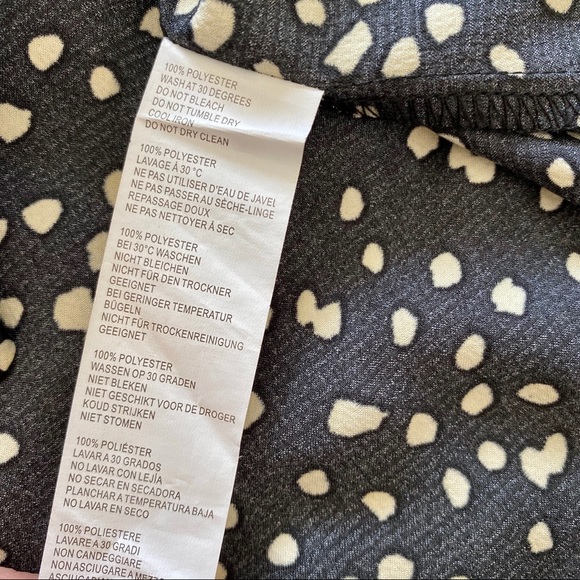 100% POLYESTER
WASH AT 30 DEGREES
DO NOT BLEACH
DO NOT TUMBLE DRY
COOL IRON
DO NOT DRY CLEAN
100% POLYESTER
LAVAGE À 30 °C
NE PAS UTILISER D'EAU DE JAVEL
NE PAS PASSER AU SÈCHE-LINGE
REPASSAGE DOUX
NE PAS NETTOYER À SEC
100% POLYESTER
BEI 30°C WASCHEN
NICHT BLEICHEN
NICHT FÜR DEN TROCKNER
GEEIGNET
BEI GERINGER TEMPERATUR
BÜGELN
NICHT FÜR TROCKENREINIGUNG
GEEIGNET
100% POLYESTER
WASSEN OP 30 GRADEN
NIET BLEKEN
NIET GESCHIKT VOOR DE DROGER
KOUD STRIJKEN
NIET STOMEN
100% POLIÉSTER
LAVAR A 30 GRADOS
NO LAVAR CON LEJÍA
NO SECAR EN SECADORA
PLANCHAR A TEMPERATURA BAJA
NO LAVAR EN SECO
100% POLIESTERE
LAVARE A 30 GRADI
NON CANDEGGIARE
NON ASCIUGARE A